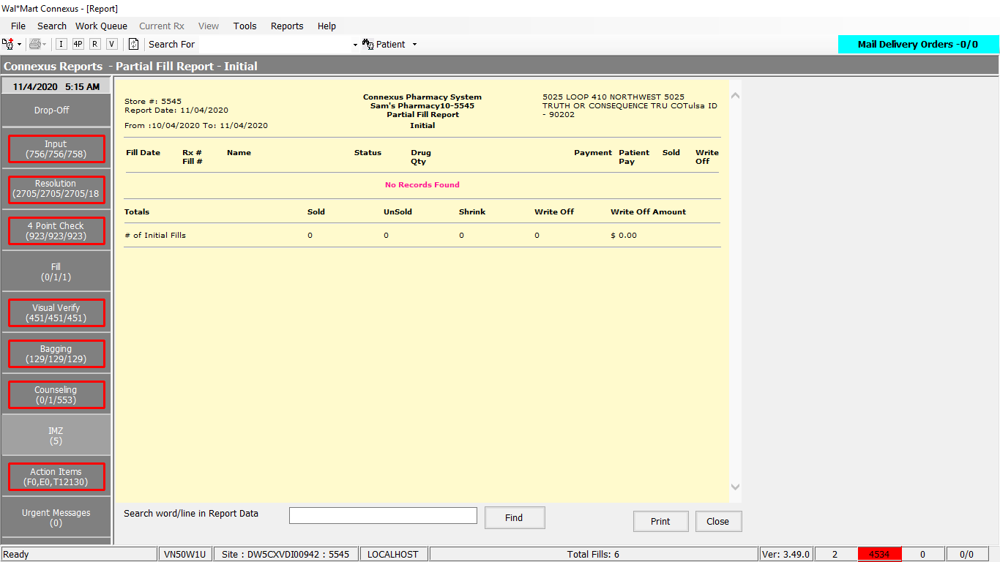 Wal*Mart Connexus - [Report]
File Search Work Queue Current Rx View Tools Reports Help
I 4P R V Search For Patient Mail Delivery Orders -0/0
Connexus Reports - Partial Fill Report - Initial
11/4/2020 5:15 AM
Drop-Off
Input
(756/756/758)
Resolution
(2705/2705/2705/18
4 Point Check
(923/923/923)
Fill
(0/1/1)
Visual Verify
(451/451/451)
Bagging
(129/129/129)
Counseling
(0/1/553)
IMZ
(5)
Action Items
(F0,E0,T12130)
Urgent Messages
(0)
Store #: 5545
Report Date: 11/04/2020
From :10/04/2020 To: 11/04/2020
Connexus Pharmacy System
Sam's Pharmacy10-5545
Partial Fill Report
Initial
5025 LOOP 410 NORTHWEST 5025
TRUTH OR CONSEQUENCE TRU COTulsa ID
- 90202
Fill Date Rx # Name Status Drug Payment Patient Sold Write
Fill # Qty Pay Off
No Records Found
Totals Sold UnSold Shrink Write Off Write Off Amount
# of Initial Fills 0 0 0 0 $ 0.00
Search word/line in Report Data Find Print Close
Ready VN50W1U Site : DW5CXVDI00942 : 5545 LOCALHOST Total Fills: 6 Ver: 3.49.0 2 4534 0 0/0